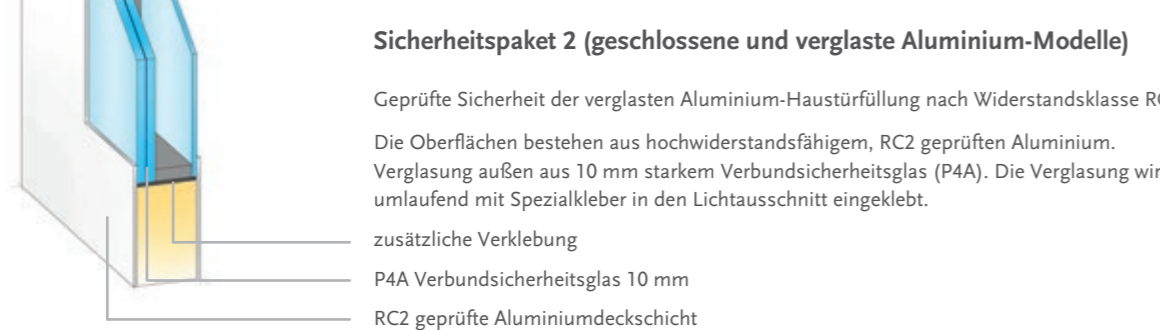 Sicherheitspaket 2 (geschlossene und verglaste Aluminium-Modelle)
Geprüfte Sicherheit der verglasten Aluminium-Haustürfüllung nach Widerstandsklasse
Die Oberflächen bestehen aus hochwiderstandsfähigem, RC2 geprüften Aluminium.
Verglasung außen aus 10 mm starkem Verbundsicherheitsglas (P4A). Die Verglasung wir
umlaufend mit Spezialkleber in den Lichtausschnitt eingeklebt.
zusätzliche Verklebung
P4A Verbundsicherheitsglas 10 mm
RC2 geprüfte Aluminiumdeckschicht